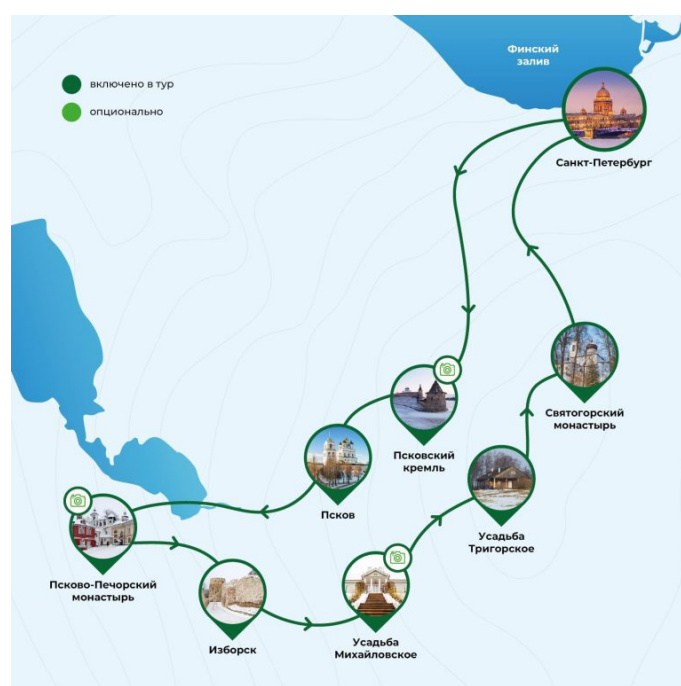 Финский
залив
включено в тур
опционально
Санкт-Петербург
Святогорский
монастырь
Псковский
кремль
Псков
Усадьба
Тригорское
Псково-Печорский
монастырь
Изборск
Усадьба
Михайловское